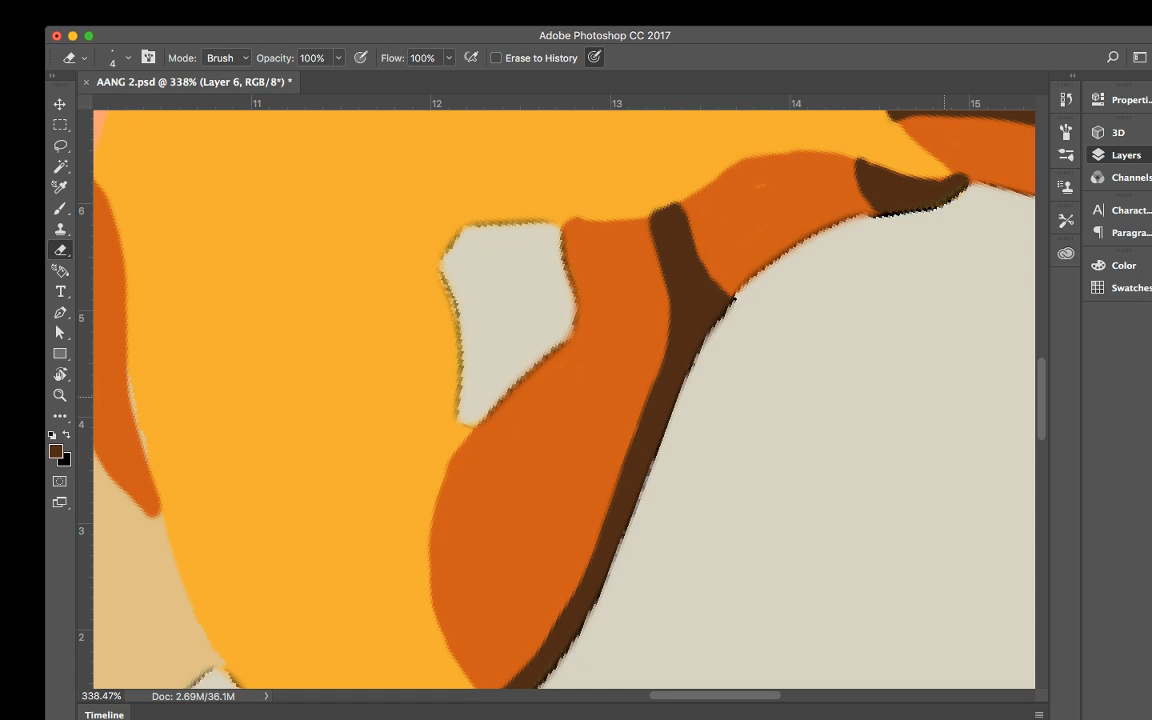 Adobe Photoshop CC 2017
4 Mode: Brush Opacity: 100% Flow: 100% Erase to History
× AANG 2.psd @ 338% (Layer 6, RGB/8*) *
11 12 13 14 15
Properti...
3D
Layers
Channels
Charact...
Paragra...
Color
Swatches
6
5
4
3
2
338.47% Doc: 2.69M/36.1M
Timeline